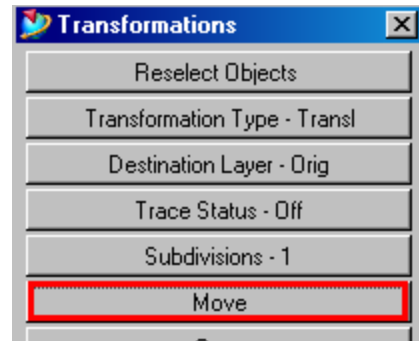 Transformations
Reselect Objects
Transformation Type - Transl
Destination Layer - Orig
Trace Status - Off
Subdivisions - 1
Move